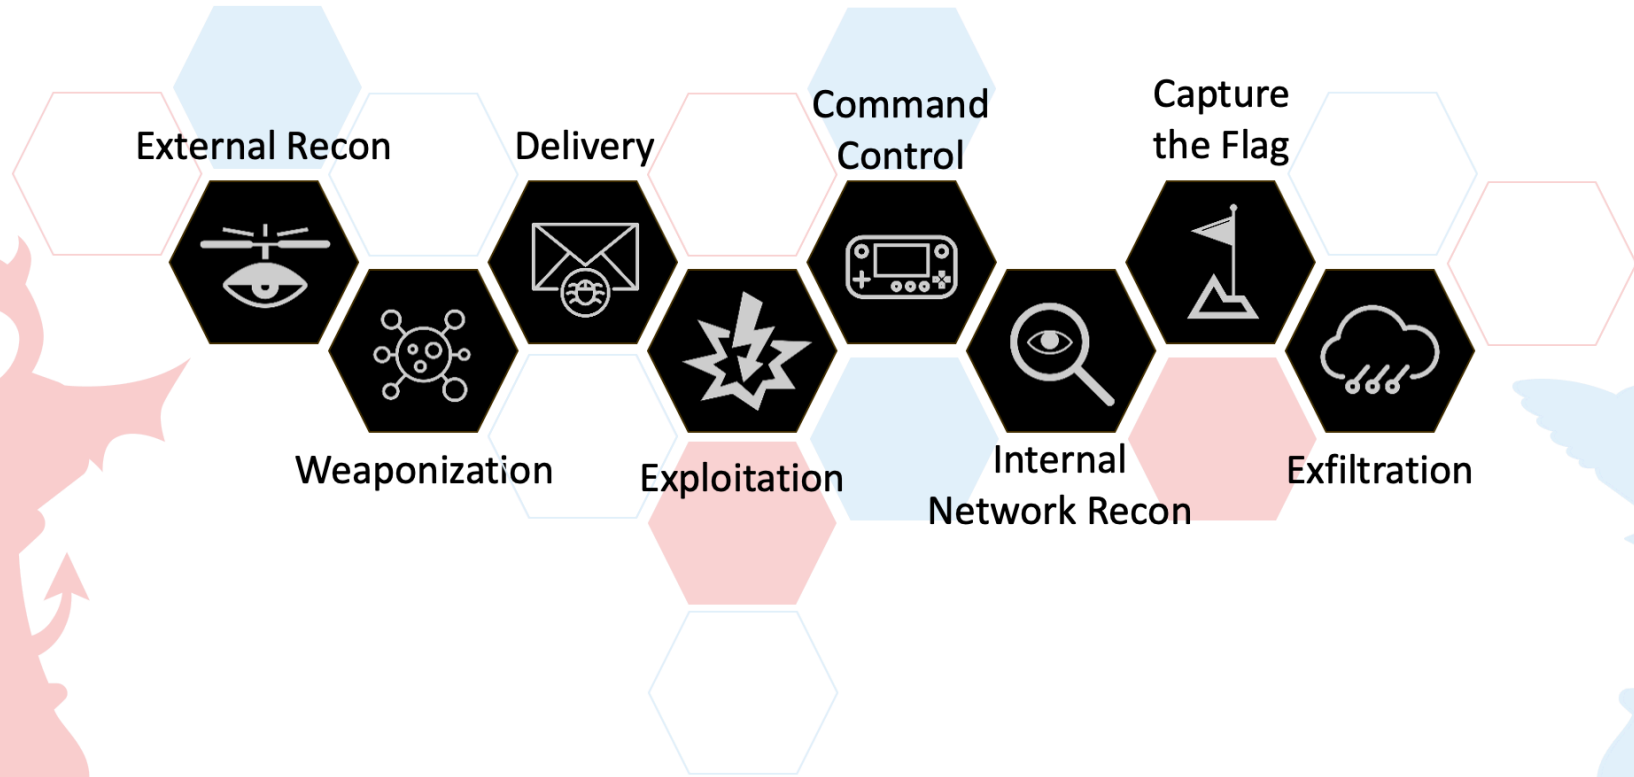 External Recon
Weaponization
Delivery
Exploitation
Command
Control
Internal
Network Recon
Capture
the Flag
Exfiltration